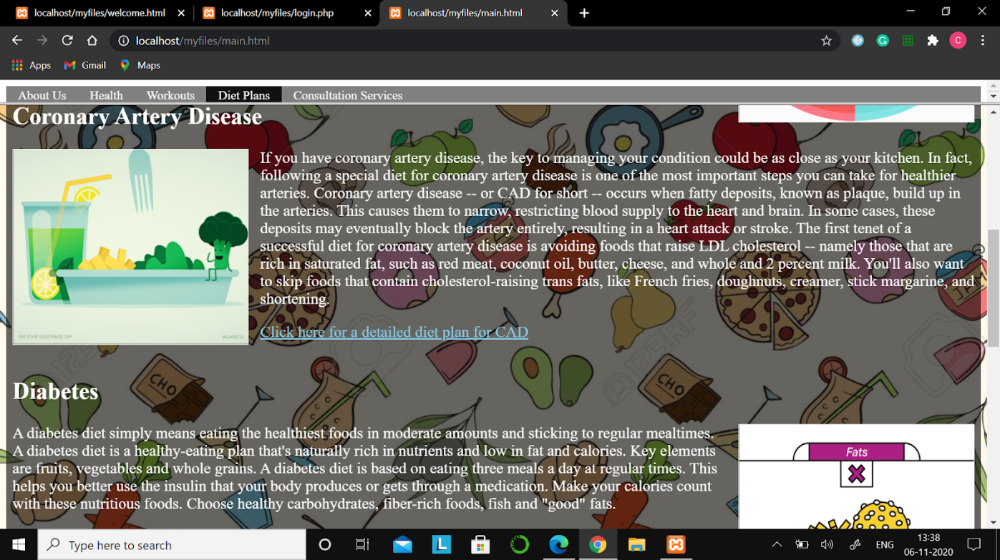 localhost/myfiles/welcome.html
localhost/myfiles/login.php
localhost/myfiles/main.html
localhost/myfiles/main.html
C
Apps
Gmail
Maps
About Us
Health
Workouts
Diet Plans
Consultation Services
Coronary Artery Disease
If you have coronary artery disease, the key to managing your condition could be as close as your kitchen. In fact,
following a special diet for coronary artery disease is one of the most important steps you can take for healthier
arteries. Coronary artery disease -- or CAD for short -- occurs when fatty deposits, known as plaque, build up in
the arteries. This causes them to narrow, restricting blood supply to the heart and brain. In some cases, these
deposits may eventually block the artery entirely, resulting in a heart attack or stroke. The first tenet of a
successful diet for coronary artery disease is avoiding foods that raise LDL cholesterol -- namely those that are
rich in saturated fat, such as red meat, coconut oil, butter, cheese, and whole and 2 percent milk. You'll also want
to skip foods that contain cholesterol-raising trans fats, like French fries, doughnuts, creamer, stick margarine, and
shortening.
EAT YOUR VEGETABLES DAY
Click here for a detailed diet plan for CAD
CHO
CHO
Diabetes
A diabetes diet simply means eating the healthiest foods in moderate amounts and sticking to regular mealtimes.
A diabetes diet is a healthy-eating plan that's naturally rich in nutrients and low in fat and calories. Key elements
are fruits, vegetables and whole grains. A diabetes diet is based on eating three meals a day at regular times. This
helps you better use the insulin that your body produces or gets through a medication. Make your calories count
with these nutritious foods. Choose healthy carbohydrates, fiber-rich foods, fish and "good" fats.
Fats
Type here to search
L
ENG
13:38
06-11-2020